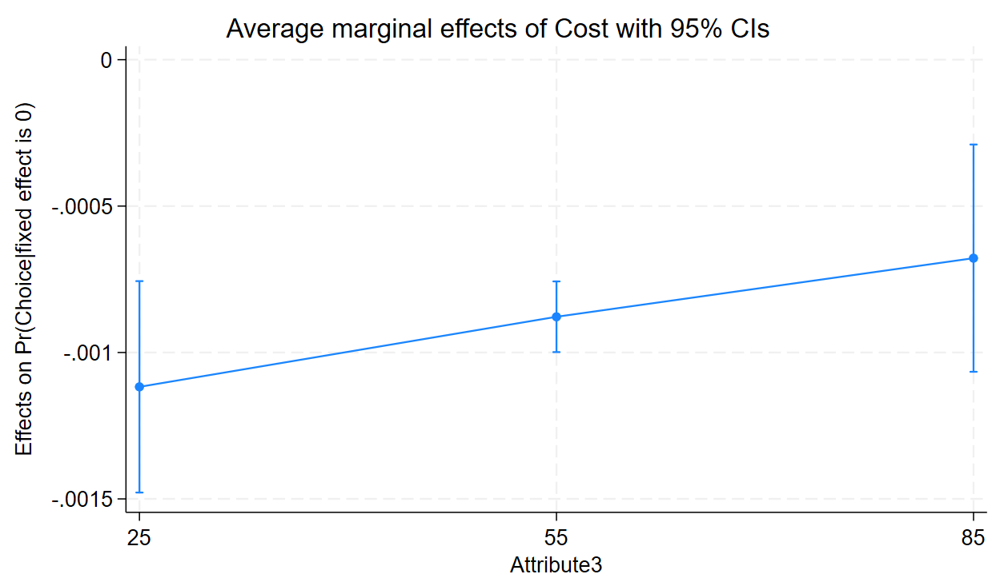 Average marginal effects of Cost with 95% CIs
Effects on Pr(Choice|fixed effect is 0)
0
-.0005
-.001
-.0015
25 55 85
Attribute3